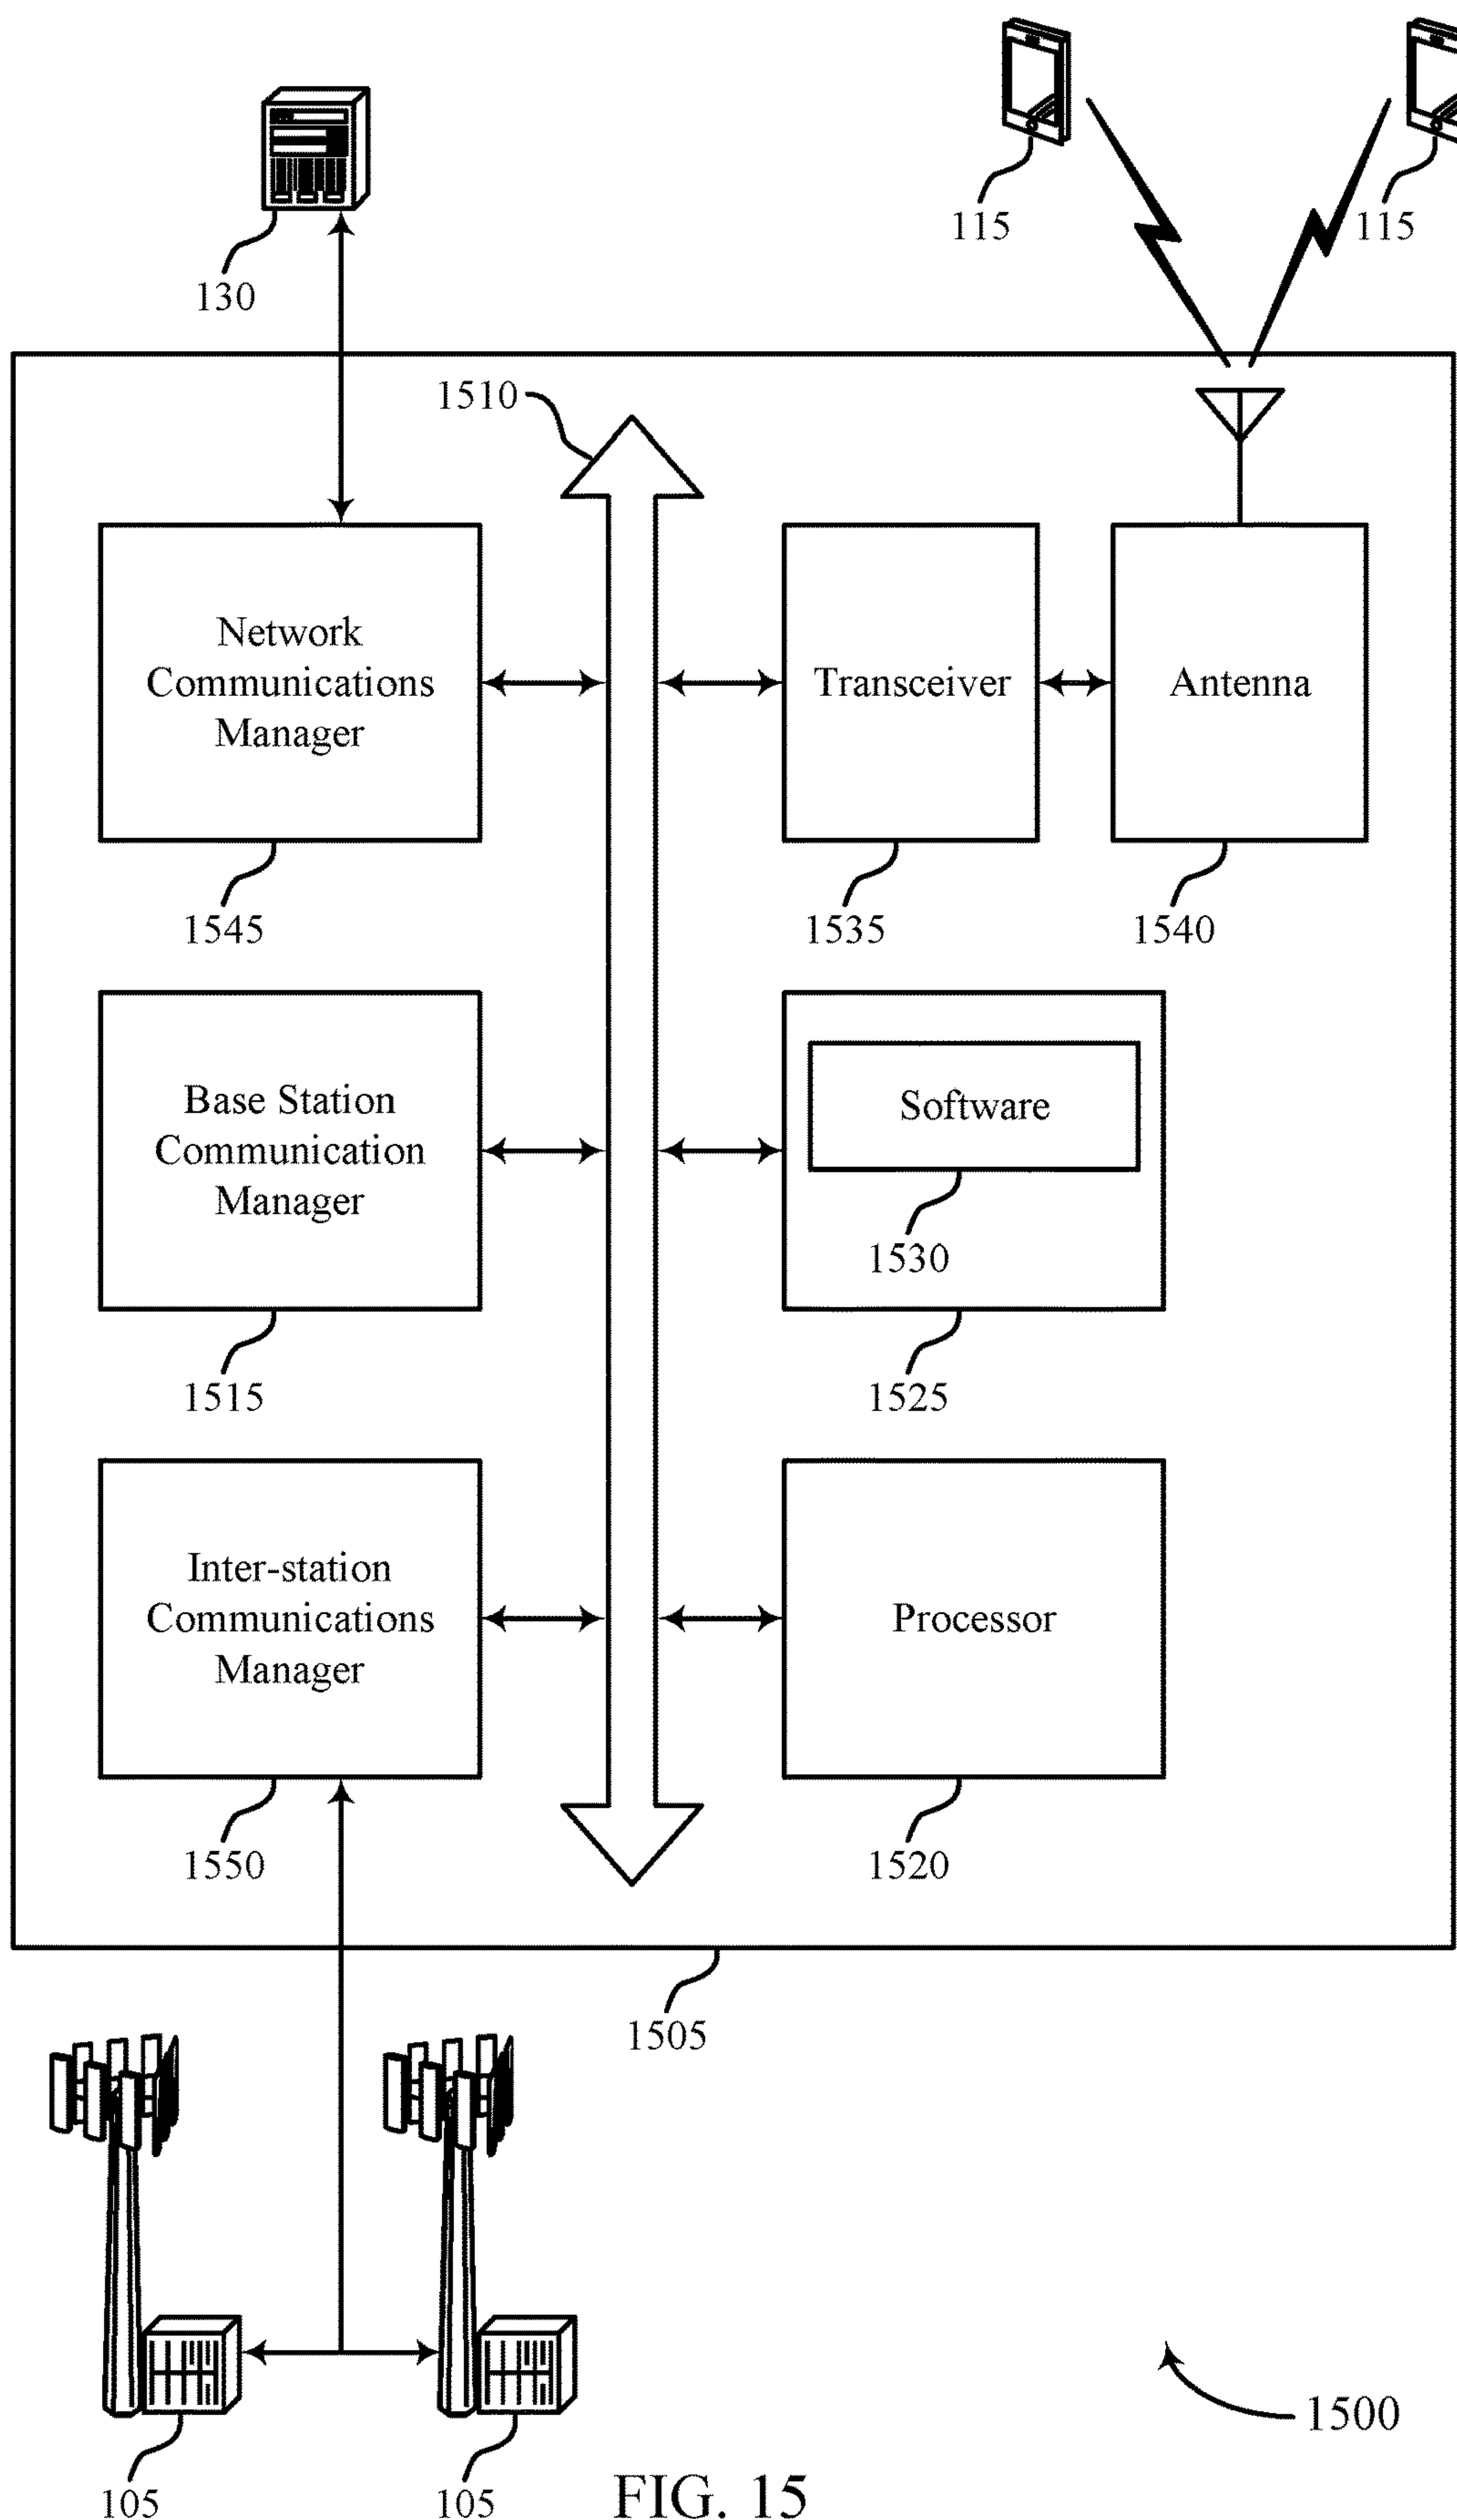 115
115
130
1510
Network
Communications
Manager
Transceiver
Antenna
1545
1535
1540
Base Station
Communication
Manager
Software
1530
1515
1525
Inter-station
Communications
Manager
Processor
1550
1520
1505
1500
105
105
FIG. 15